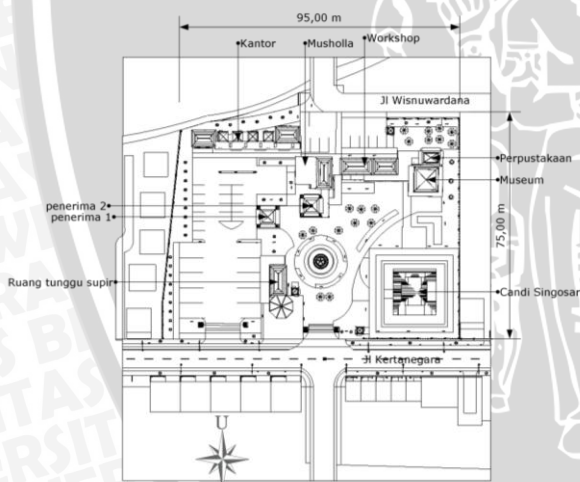 95,00 m
Kantor
Musholla
Workshop
Jl Wisnuwardana
Perpustakaan
Museum
75,00 m
penerima 2
penerima 1
Ruang tunggu supir
Candi Singosar
Jl Kertanegara
U